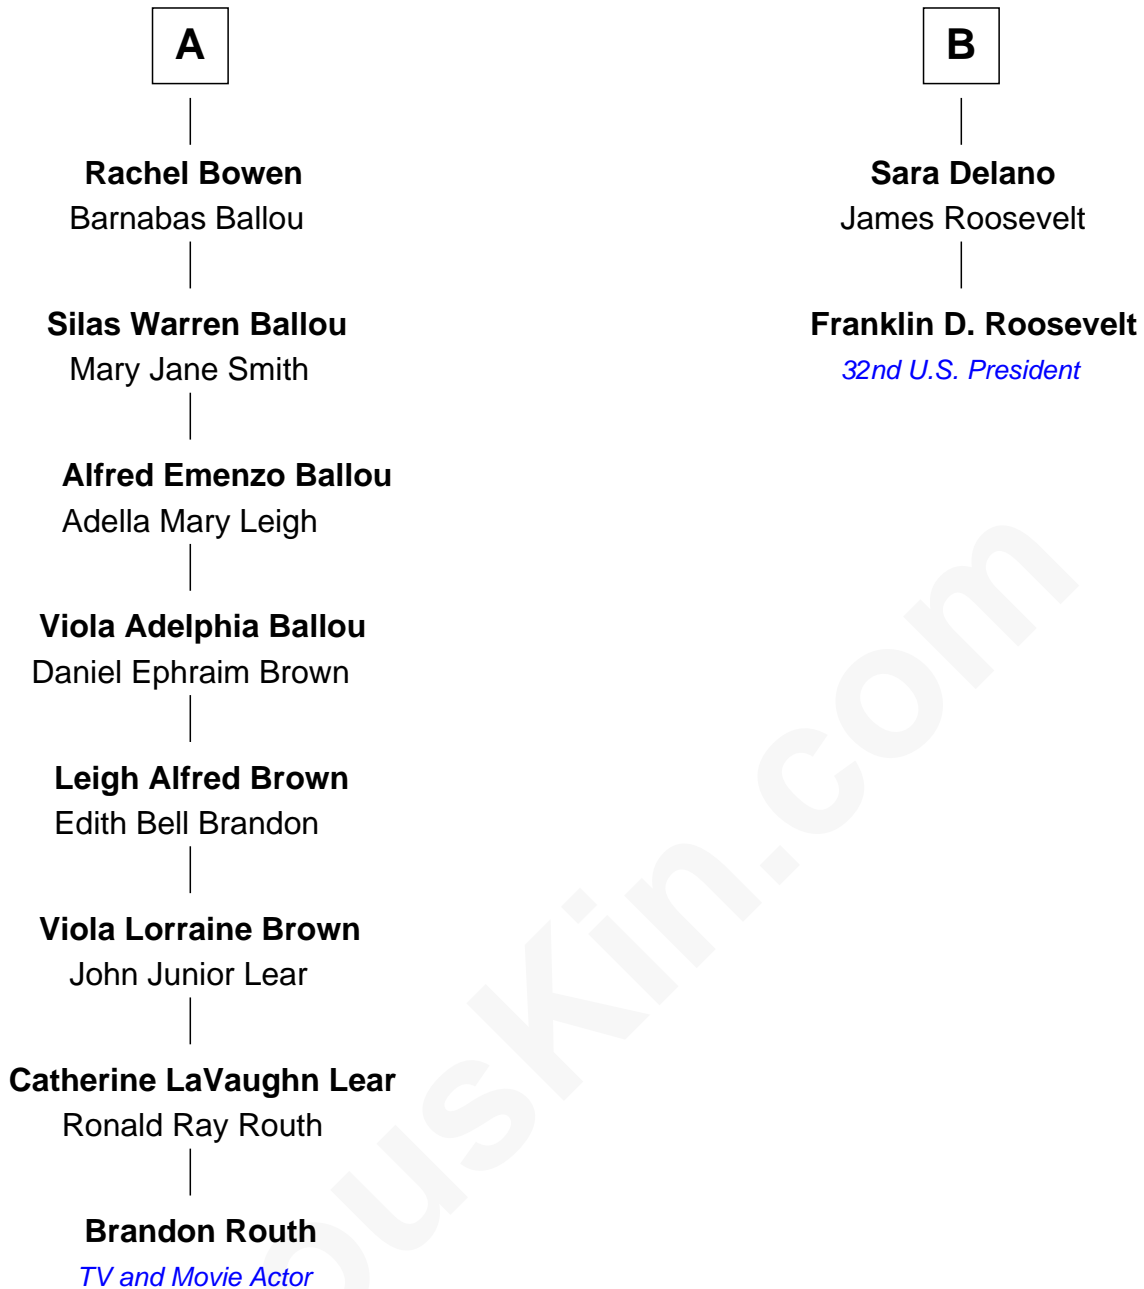 A
Rachel Bowen
Barnabas Ballou
Silas Warren Ballou
Mary Jane Smith
Alfred Emenzo Ballou
Adella Mary Leigh
Viola Adelphia Ballou
Daniel Ephraim Brown
Leigh Alfred Brown
Edith Bell Brandon
Viola Lorraine Brown
John Junior Lear
Catherine LaVaughn Lear
Ronald Ray Routh
Brandon Routh
TV and Movie Actor
B
Sara Delano
James Roosevelt
Franklin D. Roosevelt
32nd U.S. President
ousKin.com